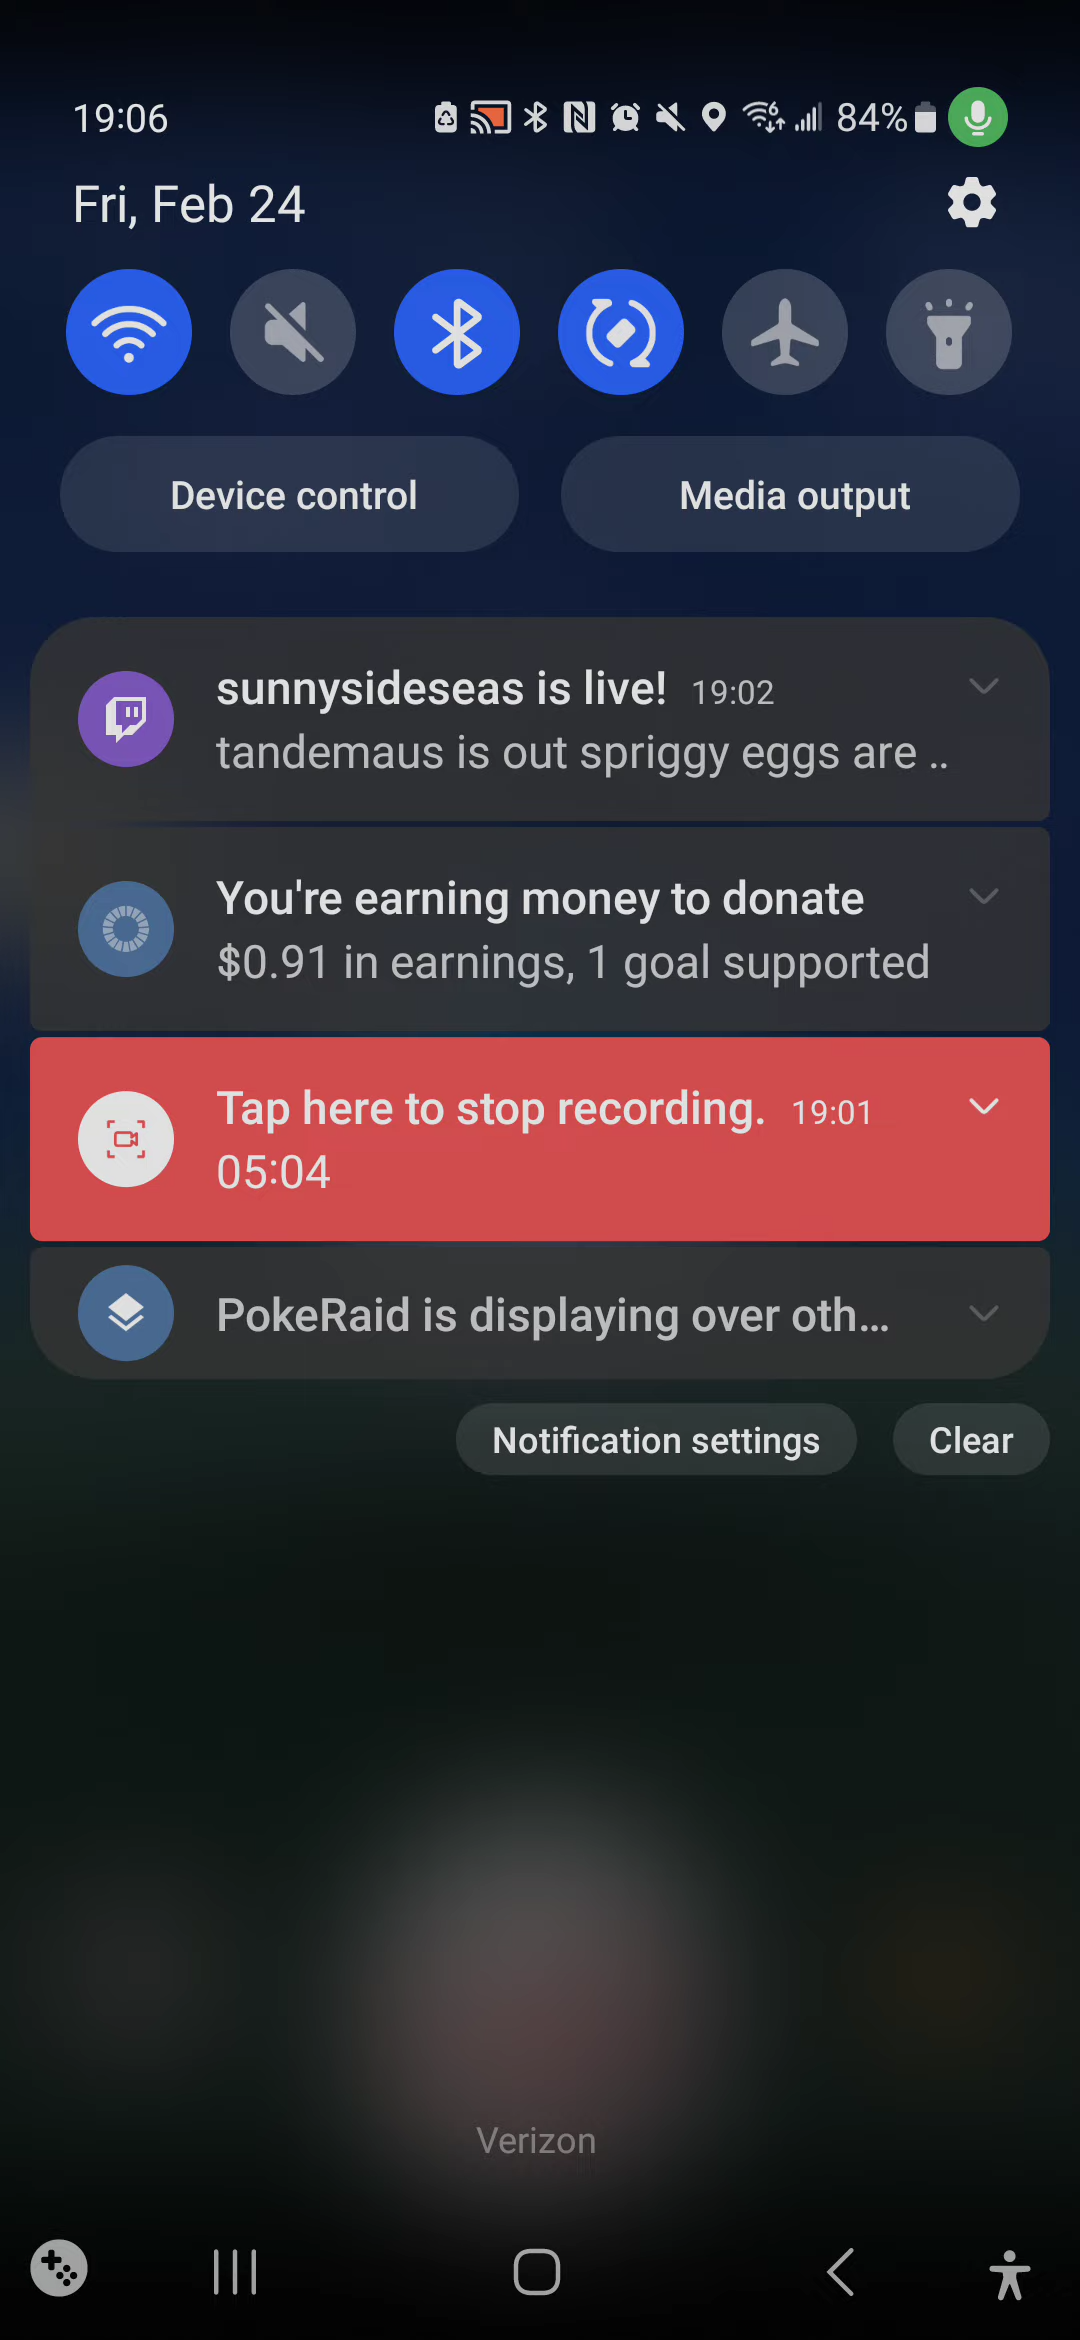 19:06 84%
Fri, Feb 24
Device control Media output
sunnysideseas is live! 19:02
tandemaus is out spriggy eggs are ..
You're earning money to donate
$0.91 in earnings, 1 goal supported
Tap here to stop recording. 19:01
05:04
PokeRaid is displaying over oth...
Notification settings Clear
Verizon